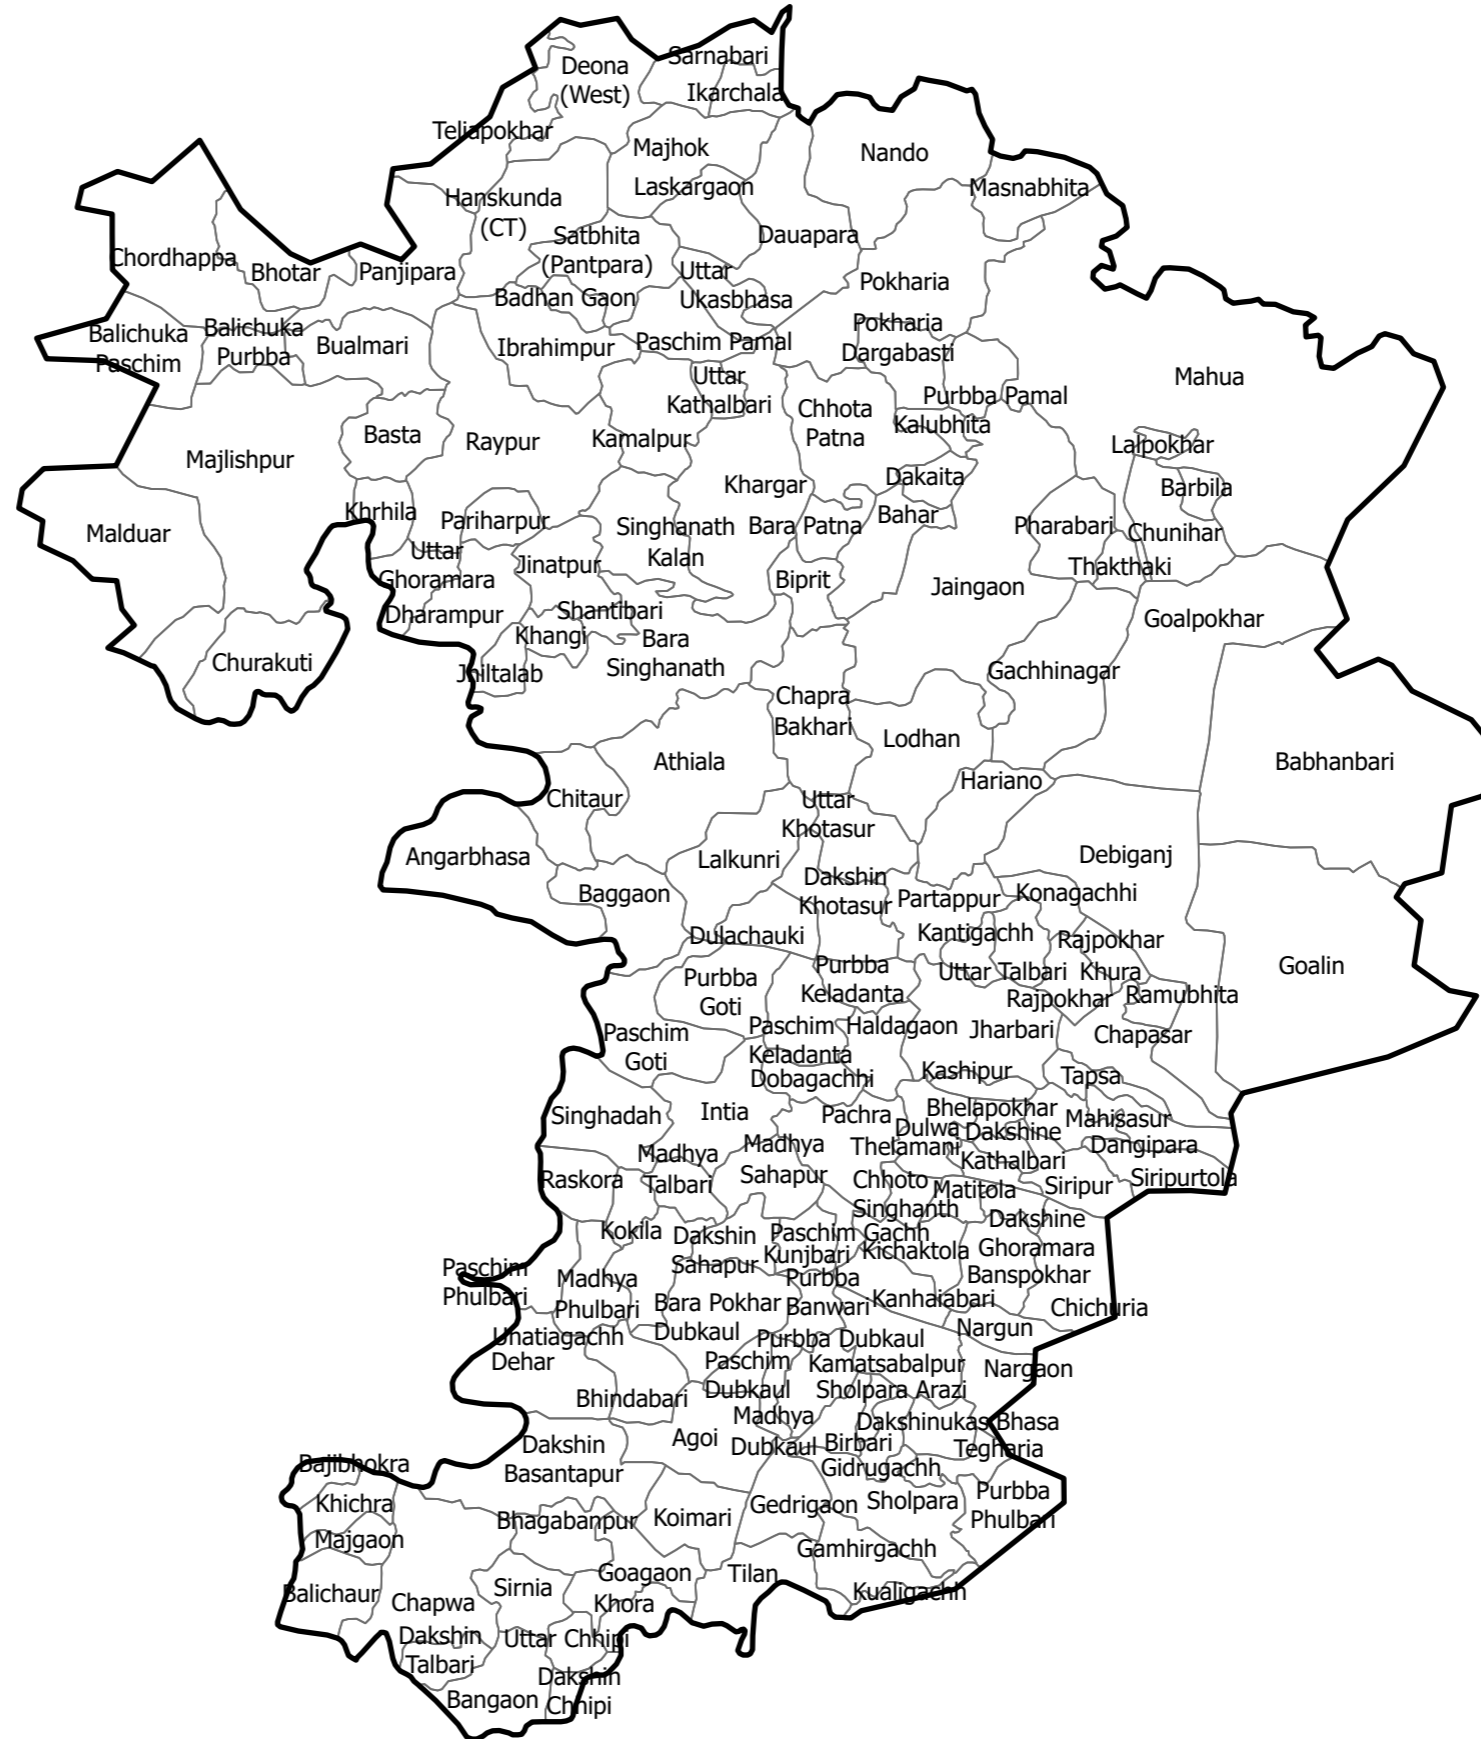 Sarnabari
Deona
(West)
Ikarchala
Teliapokhar
Majhok
Nando
Laskargaon
Masnabhita
Hanskunda
(CT)
Satbhita
(Pantpara)
Dauapara
Chordhappa
Bhotar
Panjipara
Uttar
Ukasbhasa
Pokharia
Badhan Gaon
Balichuka
Paschim
Balichuka
Purbba
Bualmari
Ibrahimpur
Paschim Pamal
Pokharia
Dargabasti
Mahua
Uttar
Kathalbari
Purbba Pamal
Chhota
Patna
Kalubhita
Basta
Raypur
Kamalpur
Lalpokhar
Majlishpur
Khargar
Dakaita
Barbila
Khrhila
Pariharpur
Singhanath
Kalan
Bara Patna
Bahar
Pharabari
Chunihar
Malduar
Uttar
Ghoramara
Jinatpur
Biprit
Thakthaki
Jaingaon
Dharampur
Shantibari
Goalpokhar
Khangi
Bara
Singhanath
Churakuti
Jhiltalab
Gachhinagar
Chapra
Bakhari
Lodhan
Athiala
Babhanbari
Hariano
Chitaur
Uttar
Khotasur
Angarbhasa
Lalkunri
Debiganj
Baggaon
Dakshin
Khotasur
Partappur
Konagachhi
Dulachauki
Kantigachh
Rajpokhar
Purbba
Goti
Purbba
Keladanta
Uttar Talbari
Khura
Goalin
Rajpokhar
Ramubhita
Paschim
Goti
Paschim
Keladanta
Haldagaon
Jharbari
Chapasar
Dobagachhi
Kashipur
Tapsa
Singhadah
Intia
Pachra
Bhelapokhar
Mahisasur
Dulwa
Dakshine
Kathalbari
Dangipara
Madhya
Talbari
Madhya
Sahapur
Thelamani
Raskora
Chhoto
Singhanth
Matitola
Siripur
Siripurtola
Kokila
Dakshin
Sahapur
Paschim
Kunjbari
Gachh
Kichaktola
Dakshine
Ghoramara
Paschim
Phulbari
Madhya
Phulbari
Purbba
Banwari
Banspokhar
Bara Pokhar
Dubkaul
Kanhaiabari
Chichuria
Unatiagachh
Dehar
Purbba Dubkaul
Nargun
Paschim
Dubkaul
Kamatsabalpur
Nargaon
Bhindabari
Sholpara Arazi
Madhya
Dubkaul
Dakshinukas Bhasa
Agoi
Birbari
Tegharia
Dakshin
Basantapur
Bajibhokra
Gidrugachh
Khichra
Gedrigaon
Sholpara
Purbba
Phulbari
Bhagabanpur
Koimari
Majgaon
Gamhirgachh
Balichaur
Chapwa
Sirnia
Goagaon
Tilan
Kualigachh
Khora
Dakshin
Talbari
Uttar Chhipi
Bangaon
Dakshin
Chhipi